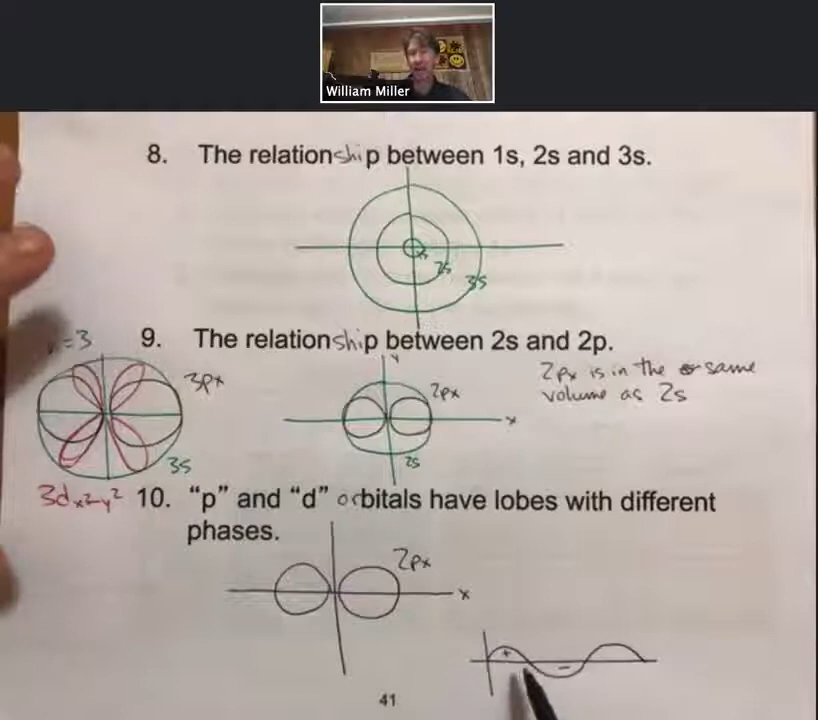 William Miller
8. The relationship between 1s, 2s and 3s.
2s
3s
n=3
9. The relationship between 2s and 2p.
y
2px is in the same
volume as 2s
3px
2px
x
3s
2s
3dx²-y²
10. "p" and "d" orbitals have lobes with different
phases.
2px
x
+
-
41